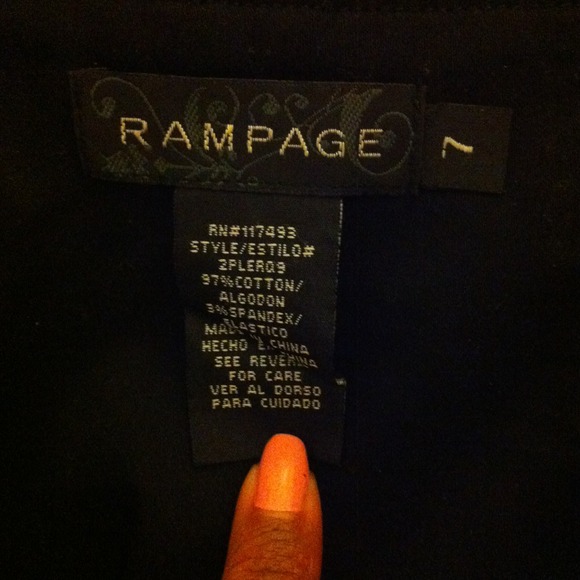 RAMPAGE
7
RN#117493
STYLE/ESTILO#
2PLERQ9
97%COTTON/
ALGODON
3%SPANDEX/
HECHO CHINA
SEE
FOR CARE
VER AL DORSO
PARA CUIDADO